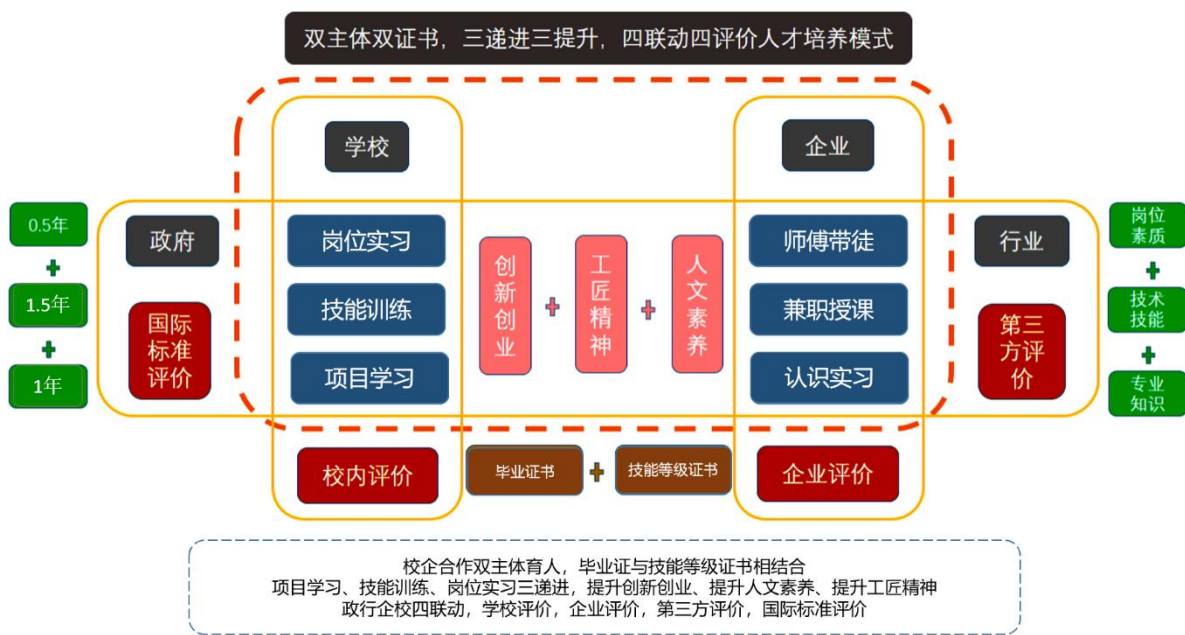 双主体双证书，三递进三提升，四联动四评价人才培养模式
学校
企业
0.5年
+
1.5年
+
1年
政府
国际
标准
评价
岗位实习
技能训练
项目学习
创新创业
+
工匠精神
+
人文素养
师傅带徒
兼职授课
认识实习
行业
第三
方评
价
岗位
素质
+
技术
技能
+
专业
知识
校内评价
毕业证书
+
技能等级证书
企业评价
校企合作双主体育人，毕业证与技能等级证书相结合
项目学习、技能训练、岗位实习三递进，提升创新创业、提升人文素养、提升工匠精神
政行企校四联动，学校评价，企业评价，第三方评价，国际标准评价